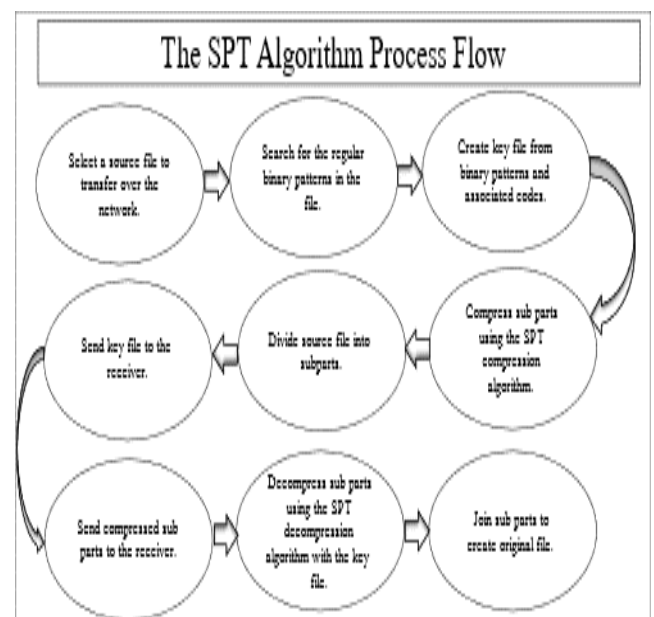 The SPT Algorithm Process Flow
Select a source file to
transfer over the
network.
Search for the regular
binary patterns in the
file.
Create key file from
binary patterns and
associated codes.
Compress sub parts
using the SPT
compression
algorithm.
Divide source file into
subparts.
Send key file to the
receiver.
Send compressed sub
parts to the receiver.
Decompress sub parts
using the SPT
decompression
algorithm with the key
file.
Join sub parts to
create original file.